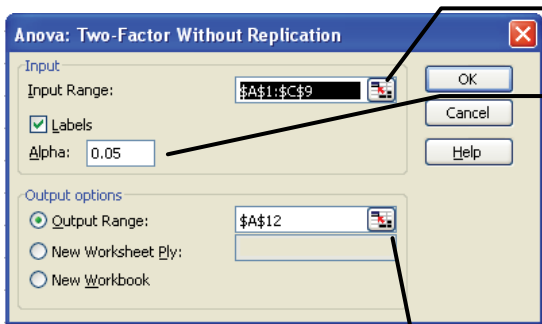 Anova: Two-Factor Without Replication
Input
Input Range:
$A$1:$C$9
OK
Labels
Cancel
Alpha:
0.05
Help
Output options
Output Range:
$A$12
New Worksheet Ply:
New Workbook